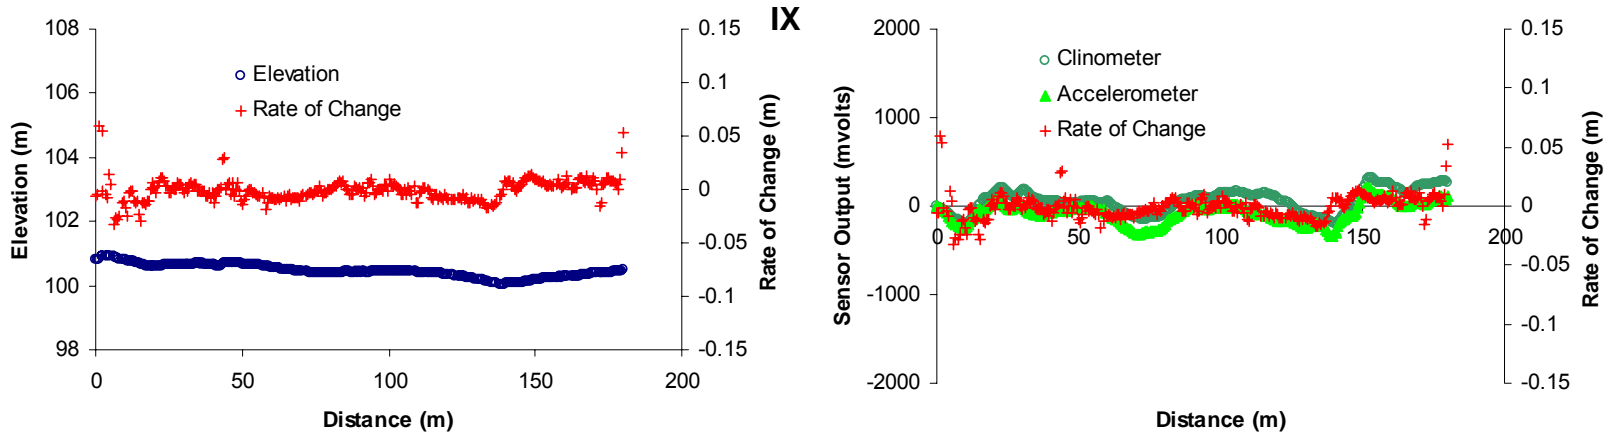 IX
108
106
104
102
100
98
Elevation (m)
0.15
0.1
0.05
0
-0.05
-0.1
-0.15
Rate of Change (m)
Elevation
Rate of Change
0
50
100
150
200
Distance (m)
2000
1000
0
-1000
-2000
Sensor Output (mvolts)
0.15
0.1
0.05
0
-0.05
-0.1
-0.15
Rate of Change (m)
Clinometer
Accelerometer
Rate of Change
0
50
100
150
200
Distance (m)